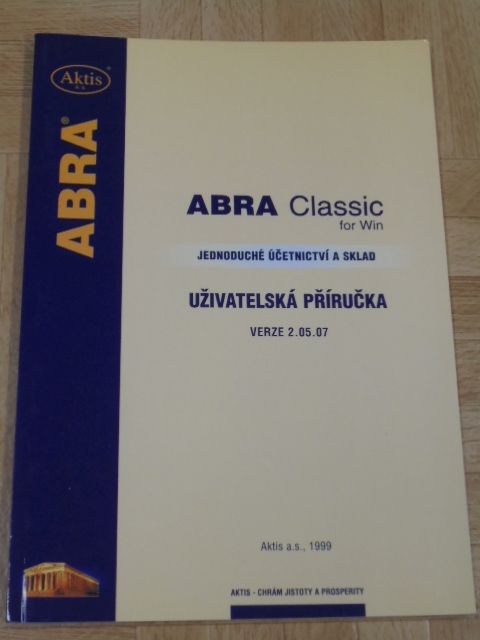 Aktis
a.s.
ABRA®
ABRA Classic
for Win
JEDNODUCHÉ ÚČETNICTVÍ A SKLAD
UŽIVATELSKÁ PŘÍRUČKA
VERZE 2.05.07
Aktis a.s., 1999
AKTIS - CHRÁM JISTOTY A PROSPERITY